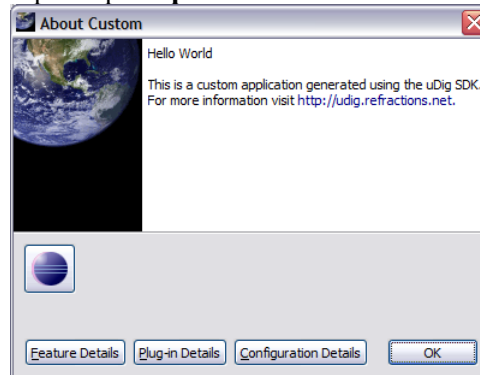 About Custom
Hello World
This is a custom application generated using the uDig SDK.
For more information visit http://udig.refractions.net.
Feature Details
Plug-in Details
Configuration Details
OK